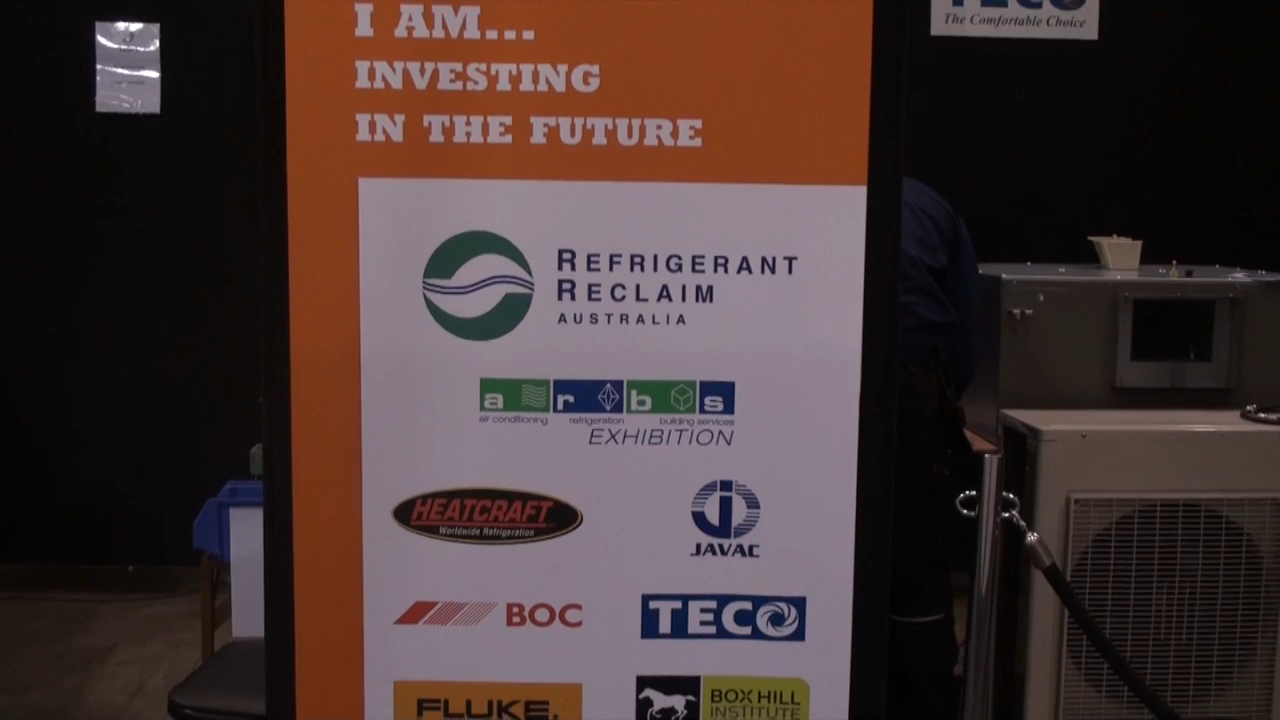 I AM...
INVESTING
IN THE FUTURE
TECO
The Comfortable Choice
REFRIGERANT
RECLAIM
AUSTRALIA
a r b s
air conditioning refrigeration building services
EXHIBITION
HEATCRAFT
Worldwide Refrigeration
JAVAC
BOC
TECO
FLUKE.
BOX HILL
INSTITUTE